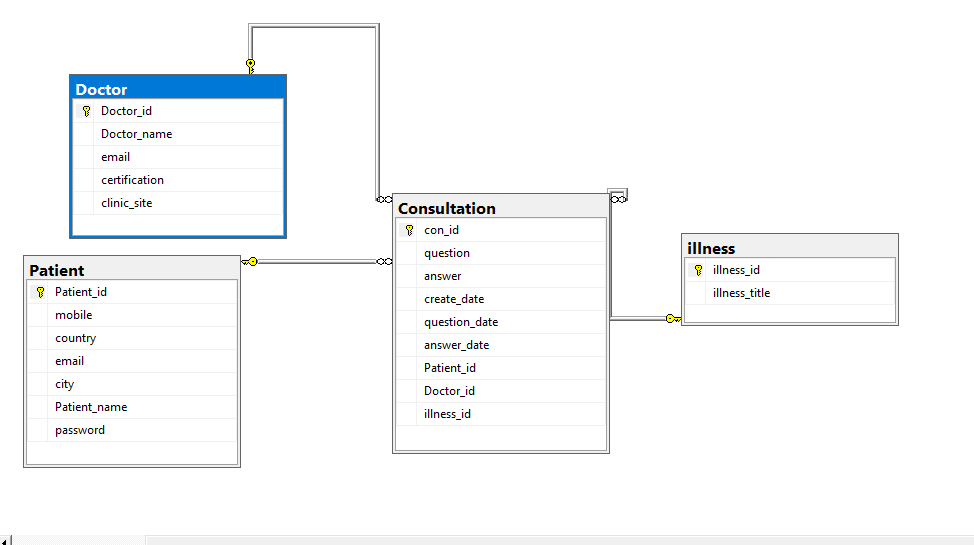 Doctor
Doctor_id
Doctor_name
email
certification
clinic_site
Patient
Patient_id
mobile
country
email
city
Patient_name
password
Consultation
con_id
question
answer
create_date
question_date
answer_date
Patient_id
Doctor_id
illness_id
illness
illness_id
illness_title